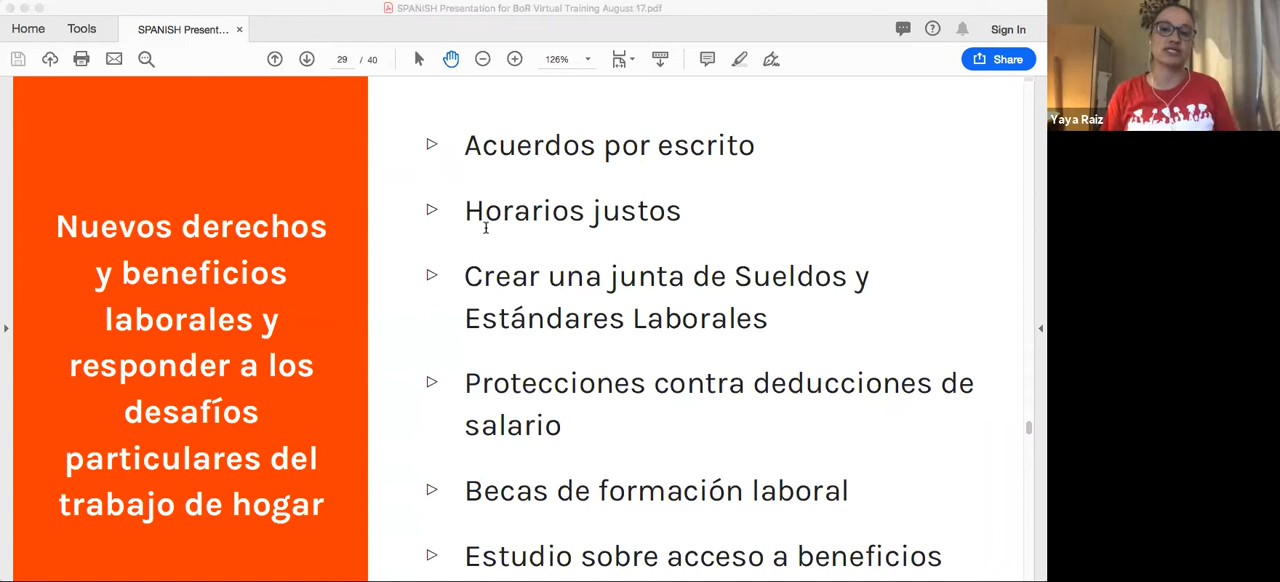 SPANISH Presentation for BoR Virtual Training August 17.pdf
Home Tools SPANISH Present... × Sign In
29 / 40 126% Share
Yaya Raiz
Nuevos derechos
y beneficios
laborales y
responder a los
desafíos
particulares del
trabajo de hogar
Acuerdos por escrito
Horarios justos
Crear una junta de Sueldos y
Estándares Laborales
Protecciones contra deducciones de
salario
Becas de formación laboral
Estudio sobre acceso a beneficios